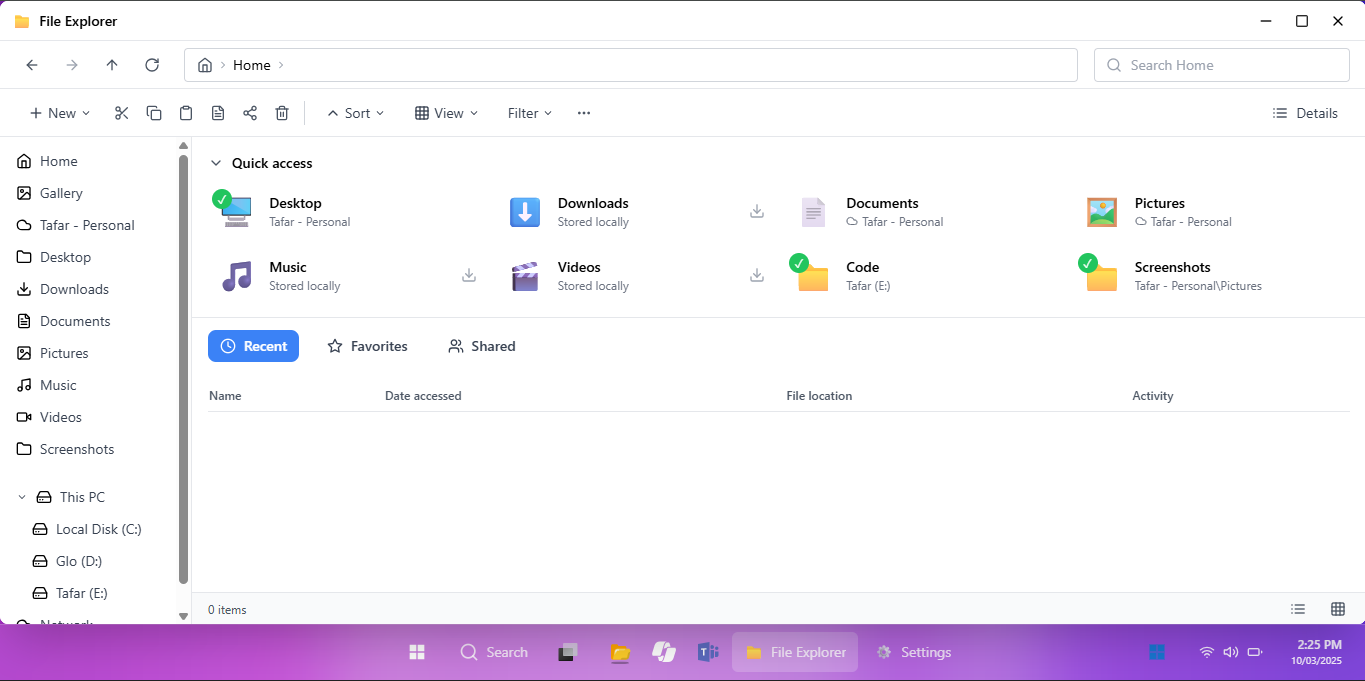 File Explorer
Home
Search Home
New
Sort
View
Filter
Details
Home
Gallery
Tafar - Personal
Desktop
Downloads
Documents
Pictures
Music
Videos
Screenshots
This PC
Local Disk (C:)
Glo (D:)
Tafar (E:)
Network
Quick access
Desktop
Tafar - Personal
Downloads
Stored locally
Documents
Tafar - Personal
Pictures
Tafar - Personal
Music
Stored locally
Videos
Stored locally
Code
Tafar (E:)
Screenshots
Tafar - Personal\Pictures
Recent Favorites Shared
Name Date accessed File location Activity
0 items
Search
File Explorer
Settings
2:25 PM
10/03/2025